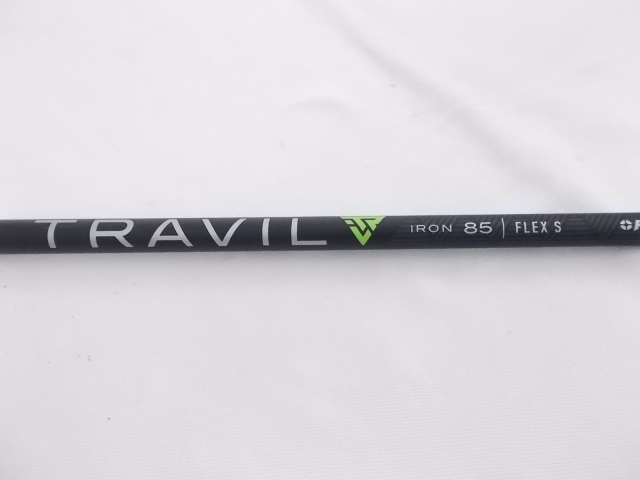 TRAVIL IRON 85 | FLEX S